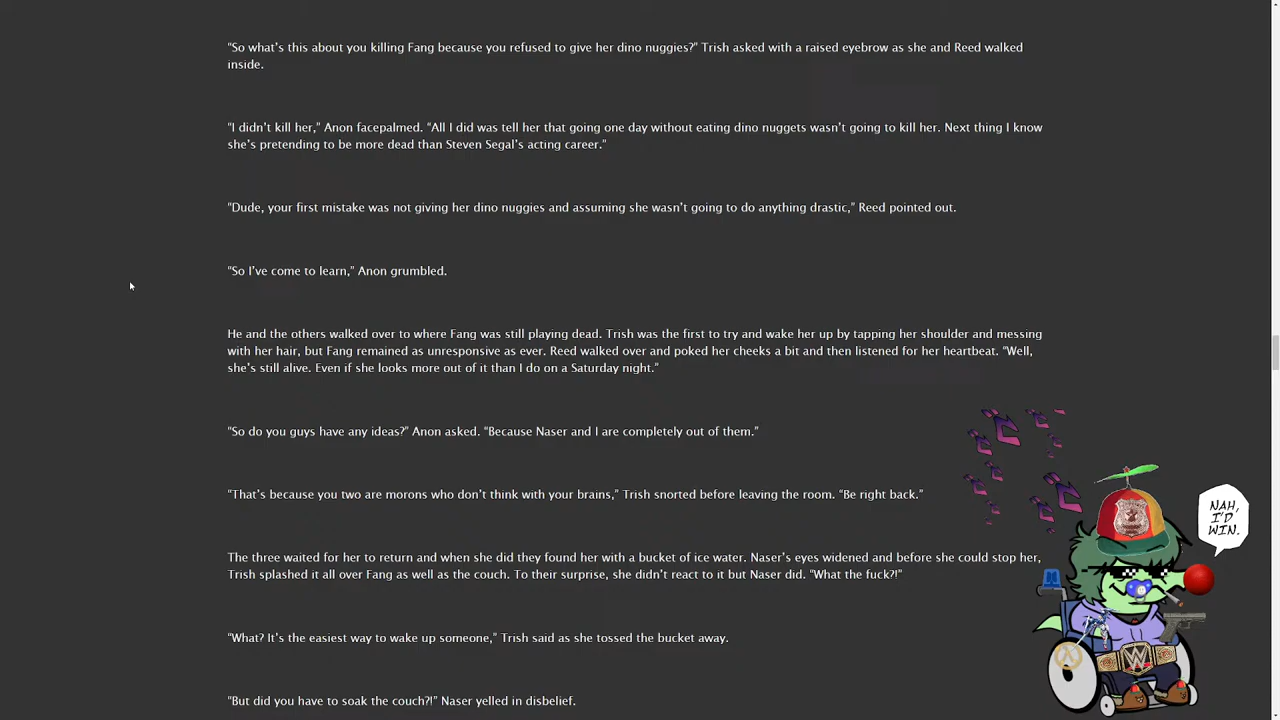 “So what’s this about you killing Fang because you refused to give her dino nuggies?” Trish asked with a raised eyebrow as she and Reed walked
inside.
“I didn’t kill her,” Anon facepalmed. “All I did was tell her that going one day without eating dino nuggets wasn’t going to kill her. Next thing I know
she’s pretending to be more dead than Steven Segal’s acting career.”
“Dude, your first mistake was not giving her dino nuggies and assuming she wasn’t going to do anything drastic,” Reed pointed out.
“So I’ve come to learn,” Anon grumbled.
He and the others walked over to where Fang was still playing dead. Trish was the first to try and wake her up by tapping her shoulder and messing
with her hair, but Fang remained as unresponsive as ever. Reed walked over and poked her cheeks a bit and then listened for her heartbeat. “Well,
she’s still alive. Even if she looks more out of it than I do on a Saturday night.”
“So do you guys have any ideas?” Anon asked. “Because Naser and I are completely out of them.”
“That’s because you two are morons who don’t think with your brains,” Trish snorted before leaving the room. “Be right back.”
NAH,
I’D
WIN.
The three waited for her to return and when she did they found her with a bucket of ice water. Naser’s eyes widened and before she could stop her,
Trish splashed it all over Fang as well as the couch. To their surprise, she didn’t react to it but Naser did. “What the fuck?!”
“What? It’s the easiest way to wake up someone,” Trish said as she tossed the bucket away.
W
“But did you have to soak the couch?!” Naser yelled in disbelief.